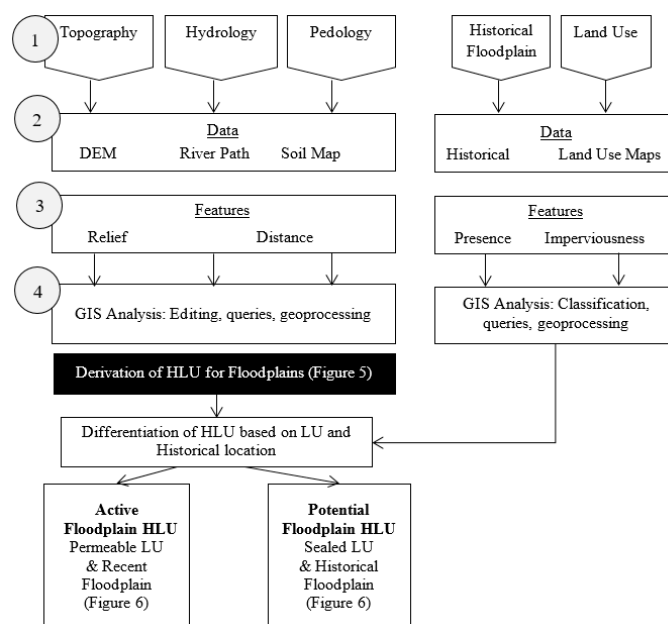 1
Topography
Hydrology
Pedology
Historical
Floodplain
Land Use
2
Data
DEM River Path Soil Map
Data
Historical Land Use Maps
3
Features
Relief Distance
Features
Presence Imperviousness
4
GIS Analysis: Editing, queries, geoprocessing
GIS Analysis: Classification,
queries, geoprocessing
Derivation of HLU for Floodplains (Figure 5)
Differentiation of HLU based on LU and
Historical location
Active
Floodplain HLU
Permeable LU
& Recent
Floodplain
(Figure 6)
Potential
Floodplain HLU
Sealed LU
& Historical
Floodplain
(Figure 6)